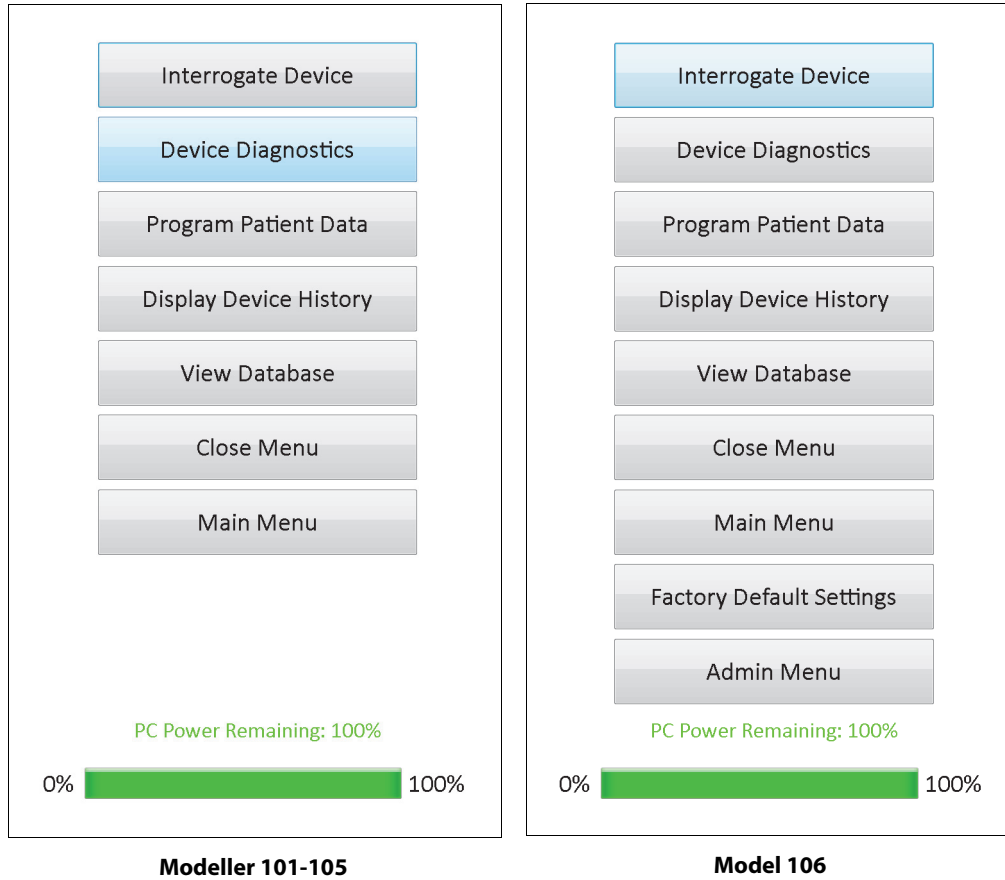 Interrogate Device
Device Diagnostics
Program Patient Data
Display Device History
View Database
Close Menu
Main Menu
PC Power Remaining: 100%
0% 100%
Modeller 101-105
Interrogate Device
Device Diagnostics
Program Patient Data
Display Device History
View Database
Close Menu
Main Menu
Factory Default Settings
Admin Menu
PC Power Remaining: 100%
0% 100%
Model 106